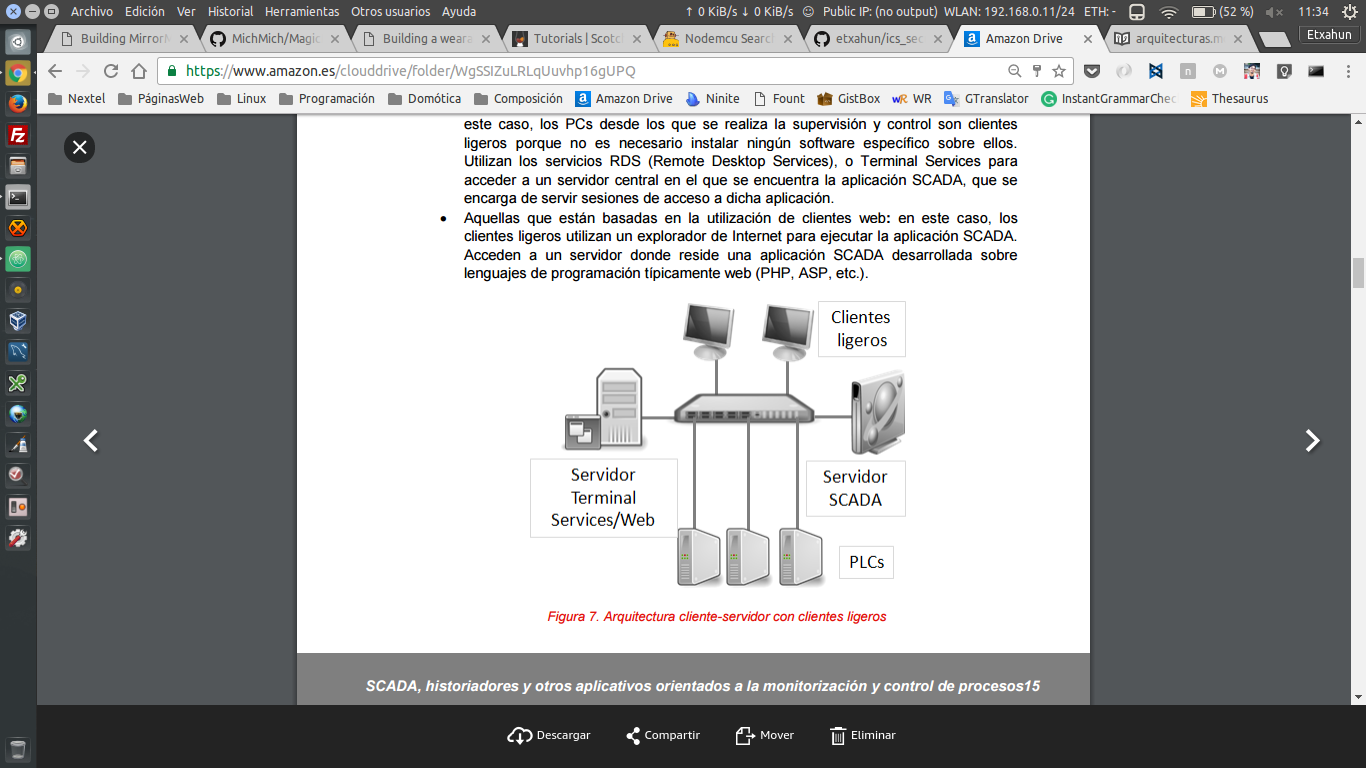 Archivo Edición Ver Historial Herramientas Otros usuarios Ayuda ↑ 0 KiB/s ↓ 0 KiB/s Public IP: (no output) WLAN: 192.168.0.11/24 ETH: - (52 %) 11:34
Building Mirror MichMich/Magic Building a weara Tutorials | Scotch Nodemcu Search etxahun/ics_sec Amazon Drive arquitecturas.m Etxahun
https://www.amazon.es/clouddrive/folder/WgSSIZuLRLqUuvhp16gUPQ
Nextel PáginasWeb Linux Programación Domótica Composición Amazon Drive Ninite Fount GistBox WR GTranslator InstantGrammarChec Thesaurus
este caso, los PCs desde los que se realiza la supervisión y control son clientes
ligeros porque no es necesario instalar ningún software específico sobre ellos.
Utilizan los servicios RDS (Remote Desktop Services), o Terminal Services para
acceder a un servidor central en el que se encuentra la aplicación SCADA, que se
encarga de servir sesiones de acceso a dicha aplicación.
• Aquellas que están basadas en la utilización de clientes web: en este caso, los
clientes ligeros utilizan un explorador de Internet para ejecutar la aplicación SCADA.
Acceden a un servidor donde reside una aplicación SCADA desarrollada sobre
lenguajes de programación típicamente web (PHP, ASP, etc.).
Clientes
ligeros
Servidor
Terminal
Services/Web
Servidor
SCADA
PLCs
Figura 7. Arquitectura cliente-servidor con clientes ligeros
SCADA, historiadores y otros aplicativos orientados a la monitorización y control de procesos15
Descargar Compartir Mover Eliminar